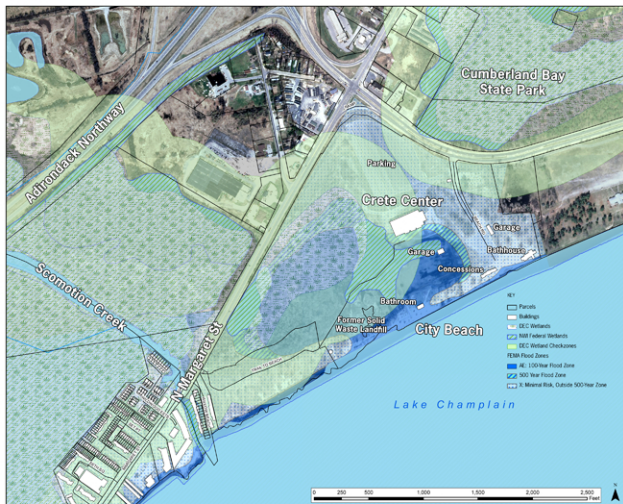 Cumberland Bay
State Park
Adirondack Northway
Parking
Crete Center
Garage
Bathhouse
Garage
Concessions
Scomotion Creek
Bathroom
Former Solid
Waste Landfill
City Beach
N Margaret St
Lake Champlain
KEY
Parcels
Buildings
DEC Wetlands
NWI Federal Wetlands
DEC Wetland Checkzones
FEMA Flood Zones
AE: 100-Year Flood Zone
500 Year Flood Zone
X: Minimal Risk, Outside 500-Year Zone
N
0 250 500 1,000 1,500 2,000 2,500
Feet